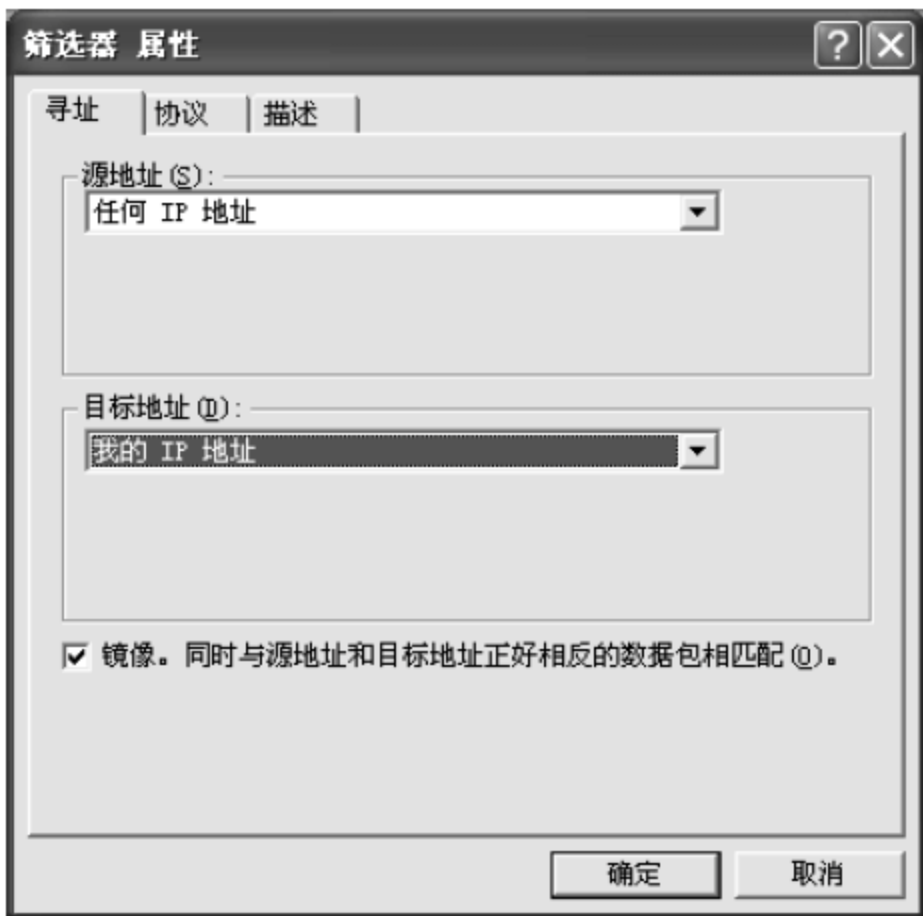 筛选器 属性
寻址 协议 描述
源地址(S):
任何 IP 地址
目标地址(D):
我的 IP 地址
镜像。同时与源地址和目标地址正好相反的数据包相匹配(O)。
确定 取消